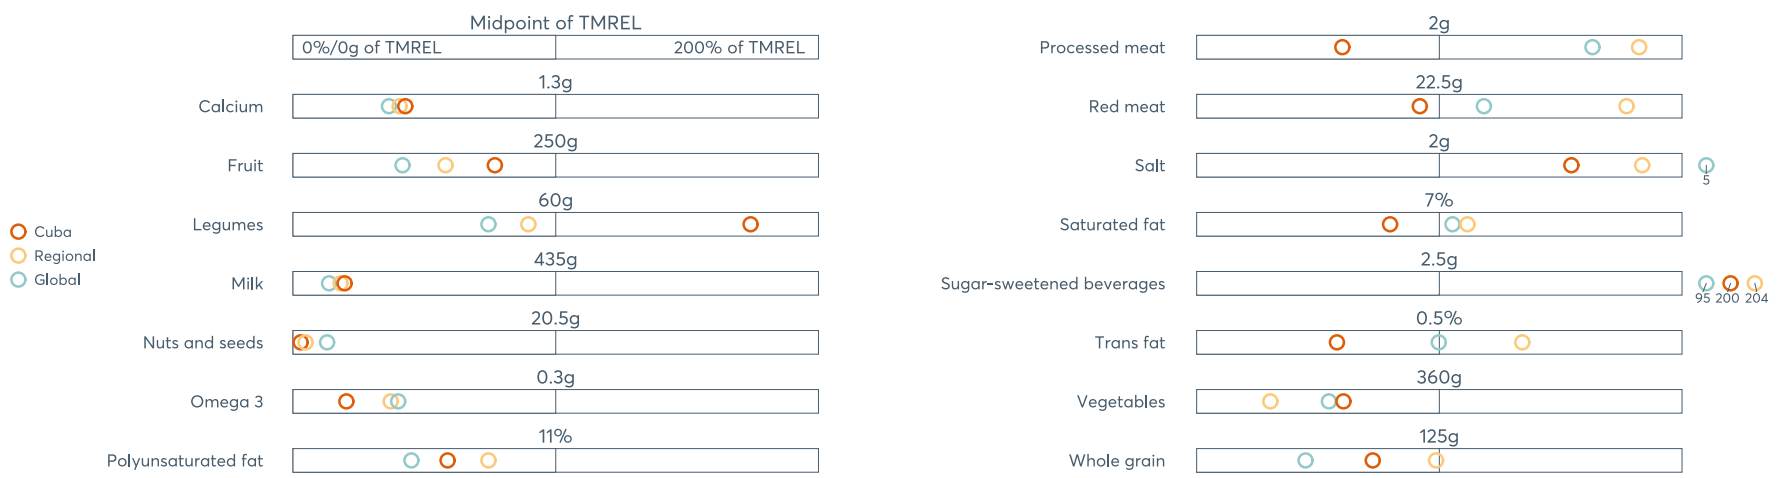 Midpoint of TMREL
0%/0g of TMREL
200% of TMREL
1.3g
Calcium
250g
Fruit
60g
Legumes
435g
Milk
20.5g
Nuts and seeds
0.3g
Omega 3
11%
Polyunsaturated fat
Cuba
Regional
Global
2g
Processed meat
22.5g
Red meat
2g
Salt
5
7%
Saturated fat
2.5g
Sugar-sweetened beverages
95 200 204
0.5%
Trans fat
360g
Vegetables
125g
Whole grain